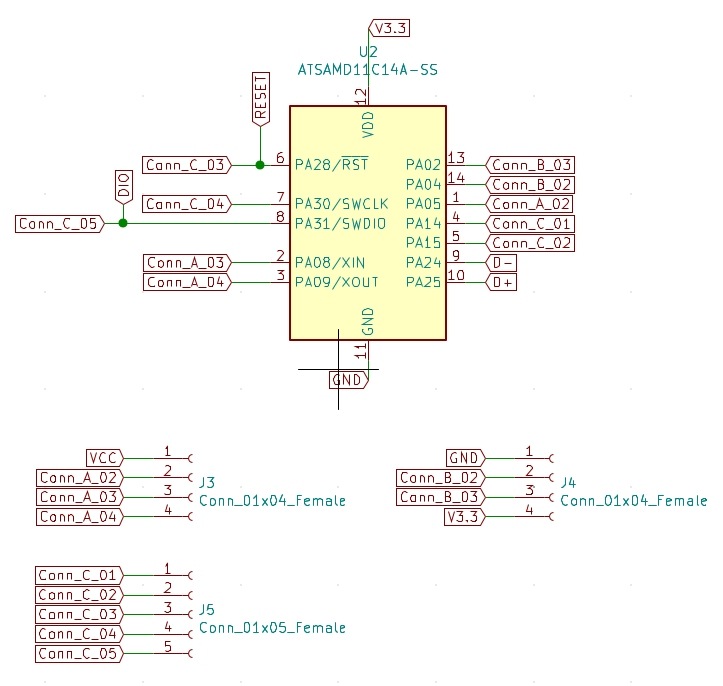 V3.3
U2
ATSAMD11C14A-SS
RESET
12
VDD
Conn_C_03 6 PA28/RST PA02 13 Conn_B_03
PA04 14 Conn_B_02
DIO
Conn_C_04 7 PA30/SWCLK PA05 1 Conn_A_02
Conn_C_05 8 PA31/SWDIO PA14 4 Conn_C_01
PA15 5 Conn_C_02
Conn_A_03 2 PA08/XIN PA24 9 D-
Conn_A_04 3 PA09/XOUT PA25 10 D+
GND
11
GND
VCC 1
Conn_A_02 2
Conn_A_03 3
Conn_A_04 4
J3
Conn_01x04_Female
GND 1
Conn_B_02 2
Conn_B_03 3
V3.3 4
J4
Conn_01x04_Female
Conn_C_01 1
Conn_C_02 2
Conn_C_03 3
Conn_C_04 4
Conn_C_05 5
J5
Conn_01x05_Female